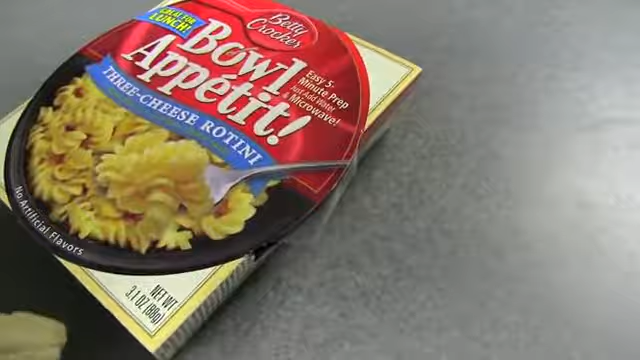 GREAT FOR
LUNCH!
Betty
Crocker
Bowl
Appétit!
Easy 5-
Minute Prep
Just Add Water
& Microwave!
THREE-CHEESE ROTINI
No Artificial Flavors
NET WT
3.1 OZ (88g)